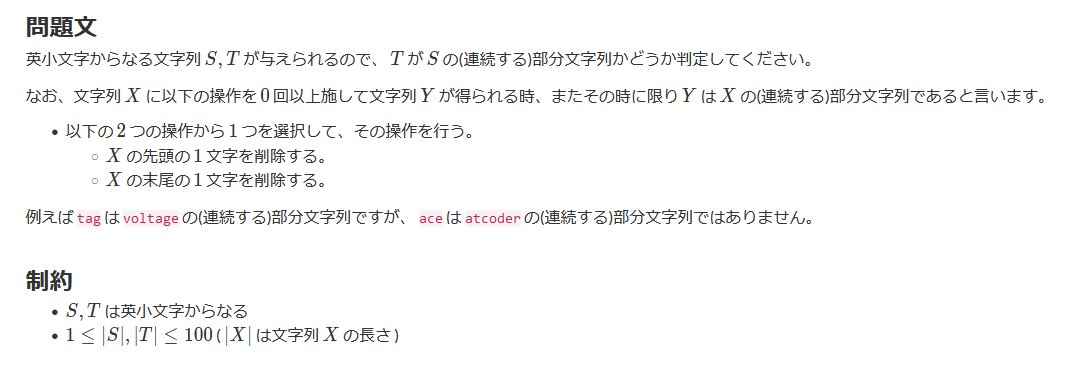 問題文
英小文字からなる文字列 S, T が与えられるので、 T が S の(連続する)部分文字列かどうか判定してください。
なお、文字列 X に以下の操作を 0 回以上施して文字列 Y が得られる時、またその時に限り Y は X の(連続する)部分文字列であると言います。
• 以下の 2 つの操作から 1 つを選択して、その操作を行う。
◦ X の先頭の 1 文字を削除する。
◦ X の末尾の 1 文字を削除する。
例えば tag は voltage の(連続する)部分文字列ですが、 ace は atcoder の(連続する)部分文字列ではありません。
制約
• S, T は英小文字からなる
• 1 ≤ |S|, |T| ≤ 100 ( |X| は文字列 X の長さ )